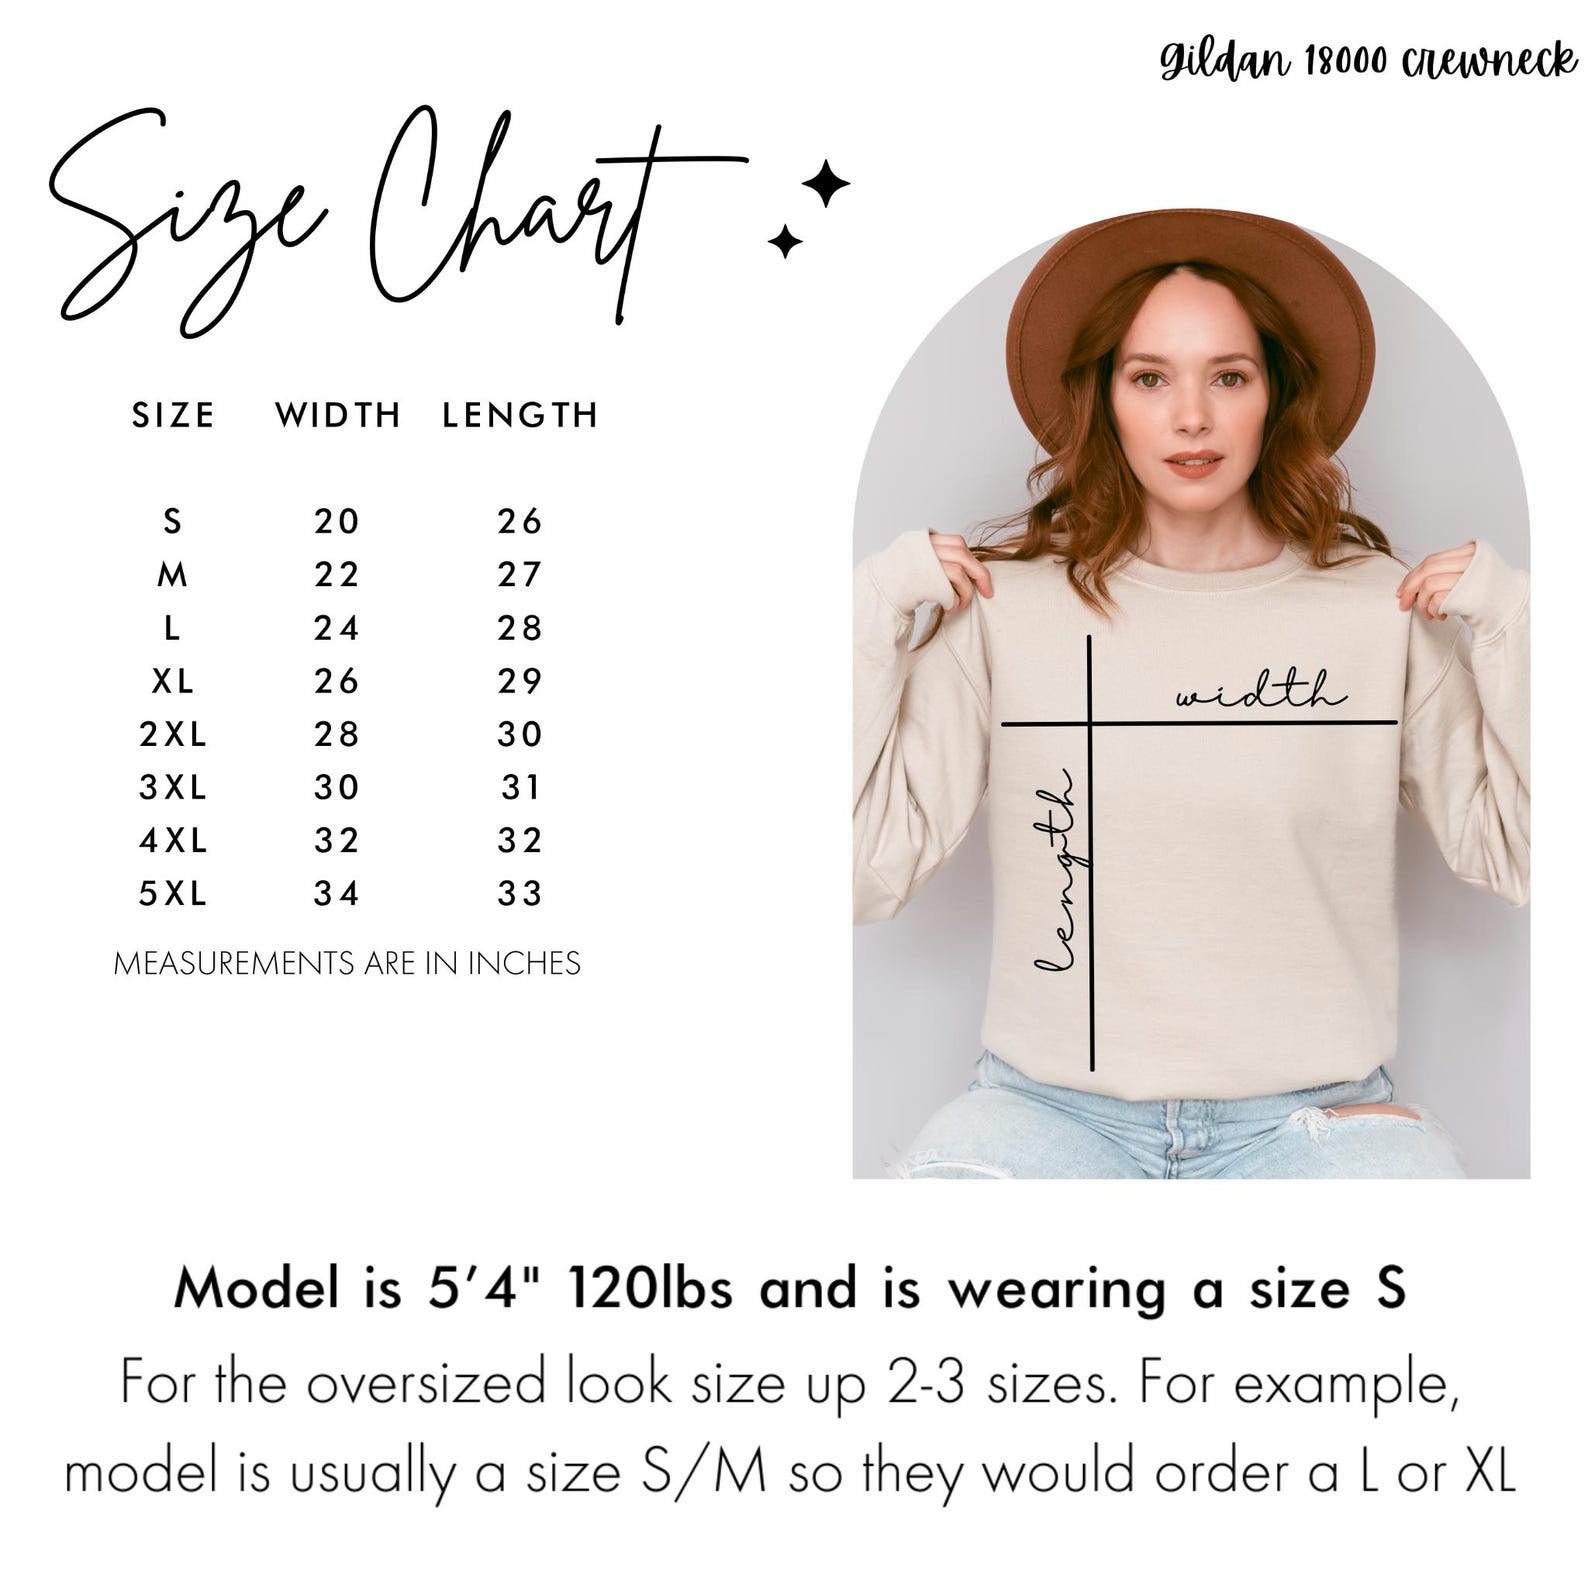 gildan 18000 crewneck
Size Chart
SIZE WIDTH LENGTH
S 20 26
M 22 27
L 24 28
XL 26 29
2XL 28 30
3XL 30 31
4XL 32 32
5XL 34 33
MEASUREMENTS ARE IN INCHES
width
length
Model is 5’4" 120lbs and is wearing a size S
For the oversized look size up 2-3 sizes. For example,
model is usually a size S/M so they would order a L or XL